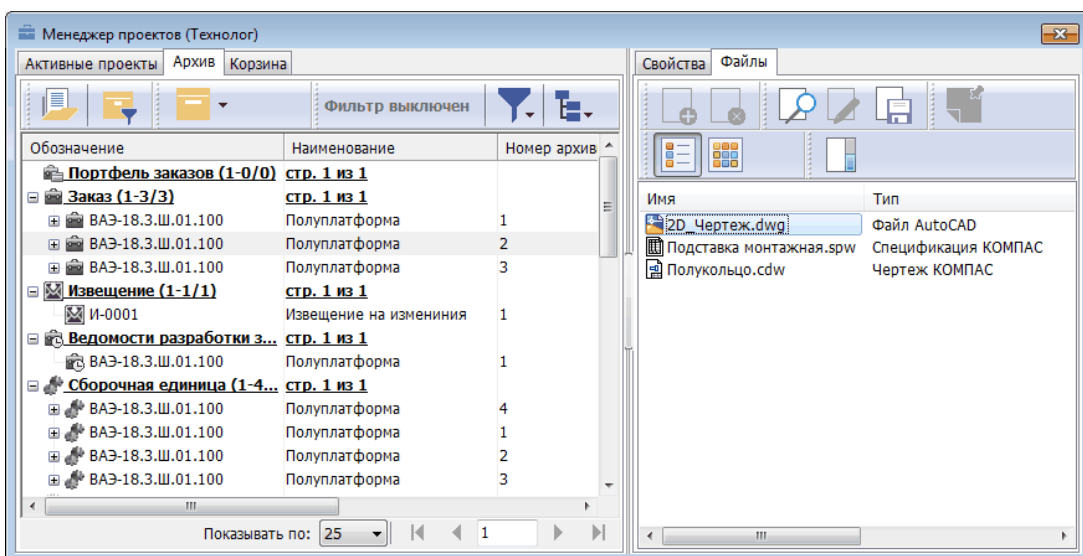 Менеджер проектов (Технолог)
Активные проекты Архив Корзина
Фильтр выключен
Обозначение Наименование Номер архив
Портфель заказов (1-0/0) стр. 1 из 1
Заказ (1-3/3) стр. 1 из 1
ВАЭ-18.3.Ш.01.100 Полуплатформа 1
ВАЭ-18.3.Ш.01.100 Полуплатформа 2
ВАЭ-18.3.Ш.01.100 Полуплатформа 3
Извещение (1-1/1) стр. 1 из 1
И-0001 Извещение на измениния 1
Ведомости разработки з... стр. 1 из 1
ВАЭ-18.3.Ш.01.100 Полуплатформа 1
Сборочная единица (1-4... стр. 1 из 1
ВАЭ-18.3.Ш.01.100 Полуплатформа 4
ВАЭ-18.3.Ш.01.100 Полуплатформа 1
ВАЭ-18.3.Ш.01.100 Полуплатформа 2
ВАЭ-18.3.Ш.01.100 Полуплатформа 3
Показывать по: 25 1
Свойства Файлы
Имя Тип
2D_Чертеж.dwg Файл AutoCAD
Подставка монтажная.spw Спецификация КОМПАС
Полукольцо.cdw Чертеж КОМПАС